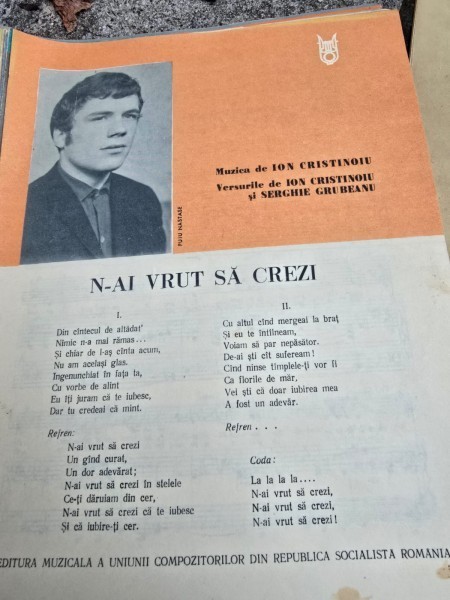 Muzica de ION CRISTINOIU
Versurile de ION CRISTINOIU
și SERGHIE GRUBEANU
PUIU NASTASE
N-AI VRUT SĂ CREZI
I.
Din cîntecul de altădat'
Nimic n-a mai rămas...
Și chiar de l-aș cînta acum,
Nu am același glas.
Ingenunchiat în fața ta,
Cu vorbe de alint
Eu îți juram că te iubesc,
Dar tu credeai că mint.
Refren:
N-ai vrut să crezi
Un gînd curat,
Un dor adevărat;
N-ai vrut să crezi în stelele
Ce-ți dăruiam din cer,
N-ai vrut să crezi că te iubesc
Și că iubire-ți cer.
II.
Cu altul cînd mergeai la braț
Și eu te întîlneam,
Voiam să par nepăsător.
De-ai ști cît sufeream!
Cînd ninse tîmplele-ți vor fi
Ca florile de măr,
Vei ști că doar iubirea mea
A fost un adevăr.
Refren . . .
Coda:
La la la la....
N-ai vrut să crezi,
N-ai vrut să crezi,
N-ai vrut să crezi!
EDITURA MUZICALA A UNIUNII COMPOZITORILOR DIN REPUBLICA SOCIALISTA ROMANIA